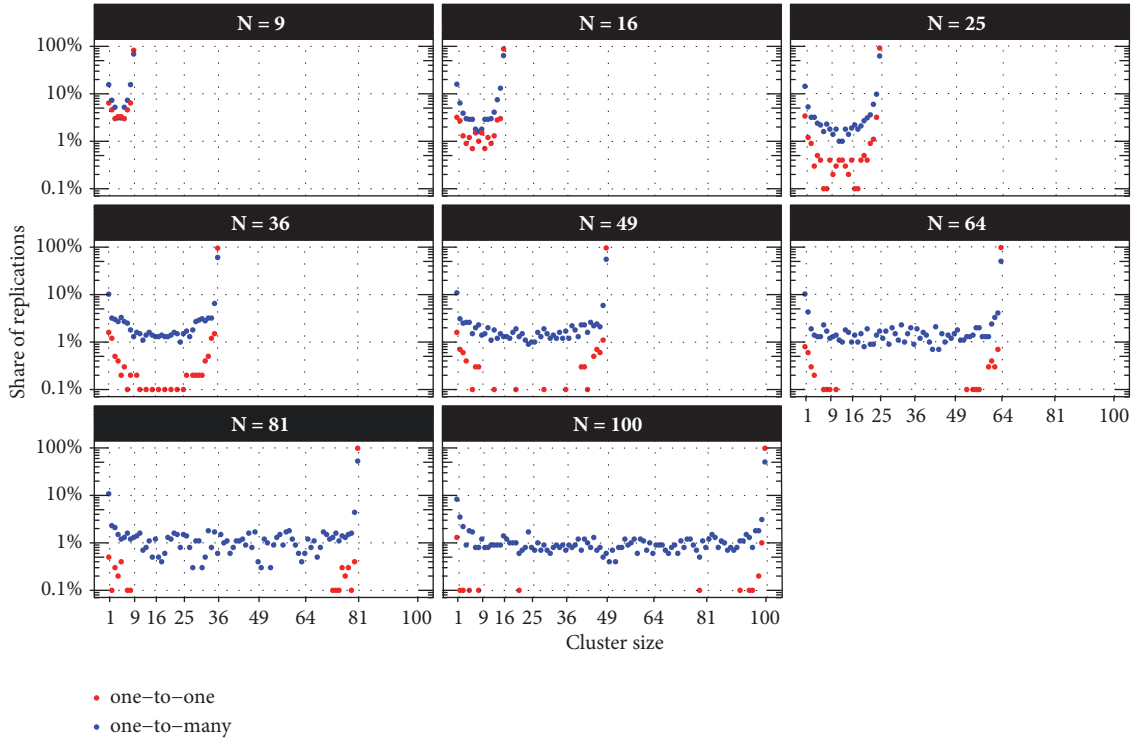 N = 9 N = 16 N = 25
100%
10%
1%
0.1%
N = 36 N = 49 N = 64
100%
10%
1%
0.1%
1 9 16 25 36 49 64 81 100
N = 81 N = 100
100%
10%
1%
0.1%
1 9 16 25 36 49 64 81 100 1 9 16 25 36 49 64 81 100
Share of replications
Cluster size
one−to−one
one−to−many